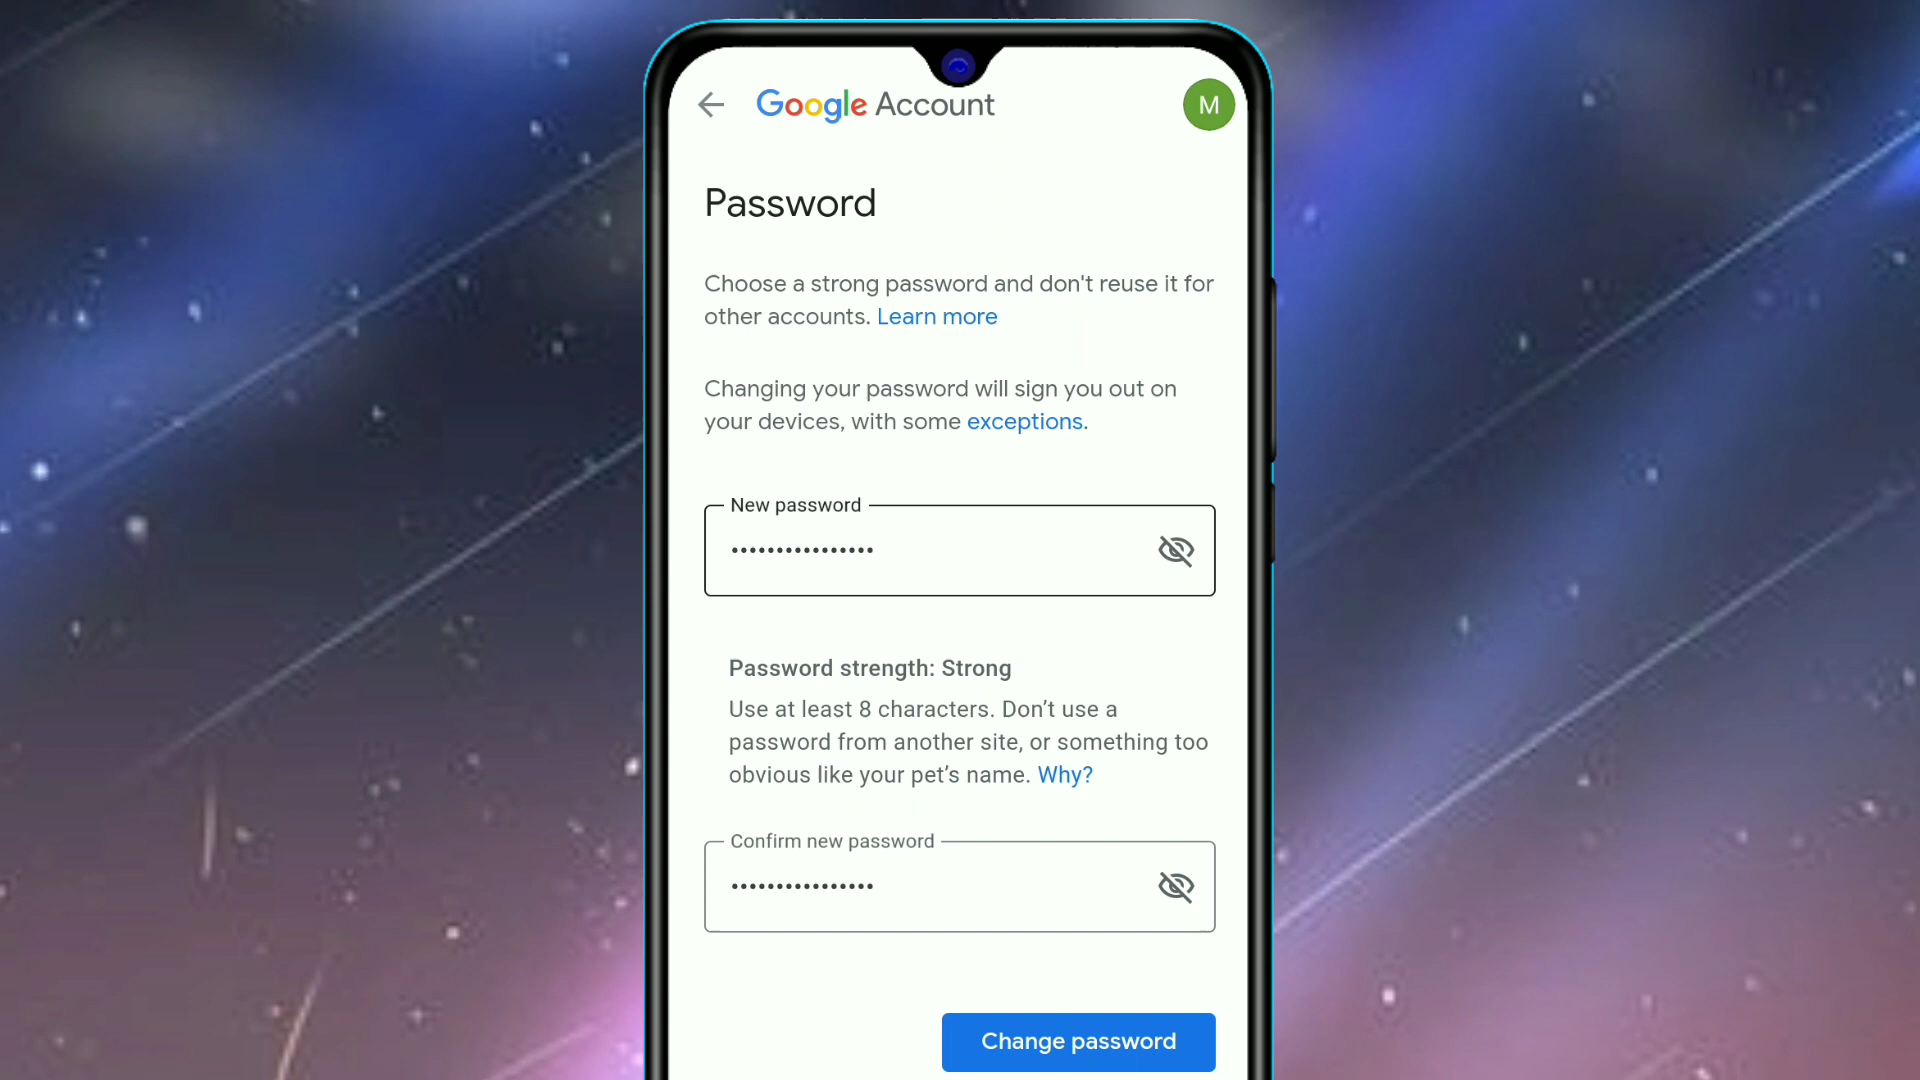 Google Account
M
Password
Choose a strong password and don't reuse it for
other accounts. Learn more
Changing your password will sign you out on
your devices, with some exceptions.
New password
••••••••••••••••
Password strength: Strong
Use at least 8 characters. Don’t use a
password from another site, or something too
obvious like your pet’s name. Why?
Confirm new password
••••••••••••••••
Change password